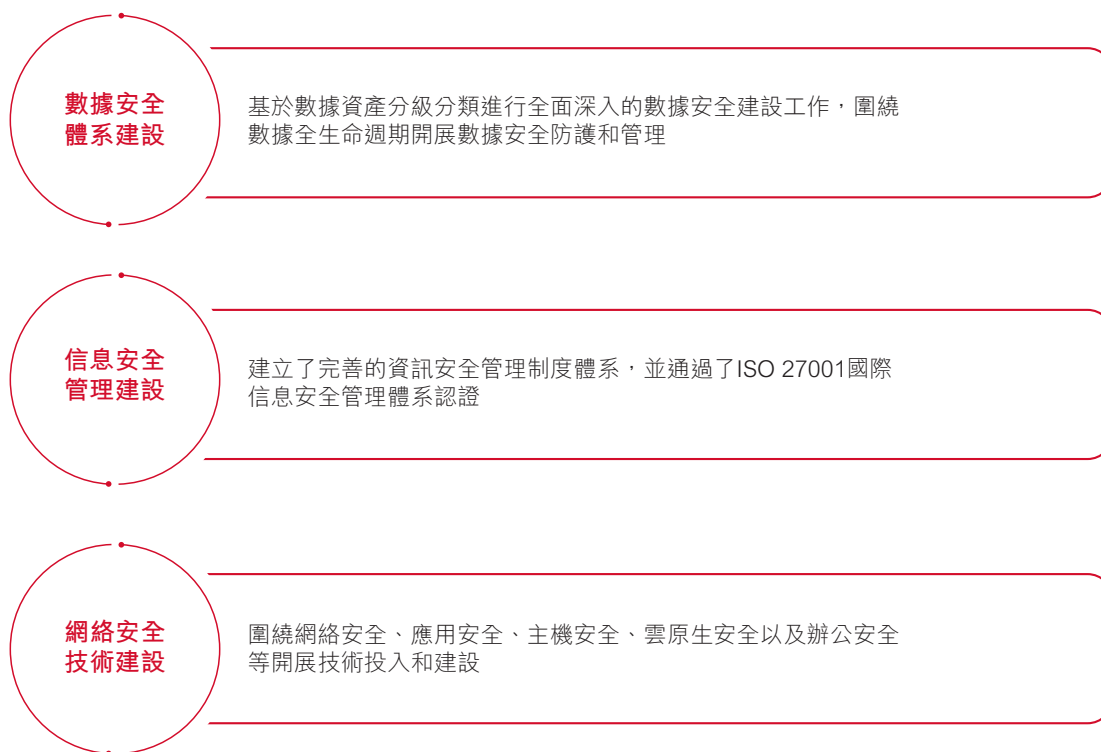 數據安全
體系建設
基於數據資產分級分類進行全面深入的數據安全建設工作，圍繞
數據全生命週期開展數據安全防護和管理
信息安全
管理建設
建立了完善的資訊安全管理制度體系，並通過了ISO 27001國際
信息安全管理體系認證
網絡安全
技術建設
圍繞網絡安全、應用安全、主機安全、雲原生安全以及辦公安全
等開展技術投入和建設